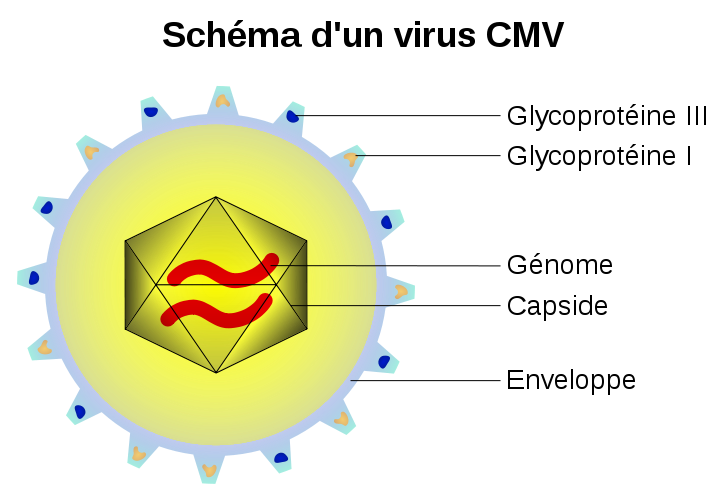 Schéma d'un virus CMV
Glycoprotéine III
Glycoprotéine I
Génome
Capside
Enveloppe